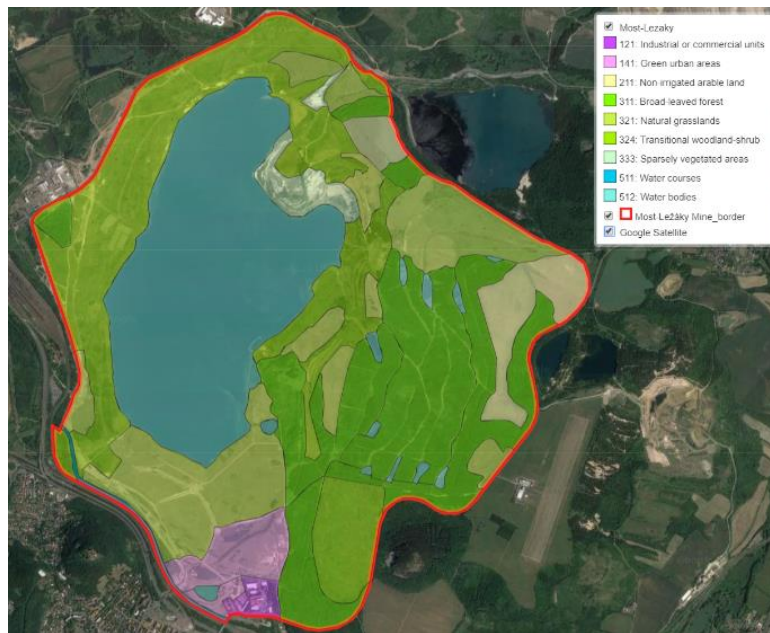 Most-Lezaky
121: Industrial or commercial units
141: Green urban areas
211: Non irrigated arable land
311: Broad-leaved forest
321: Natural grasslands
324: Transitional woodland-shrub
333: Sparsely vegetated areas
511: Water courses
512: Water bodies
Most-Ležáky Mine_border
Google Satellite